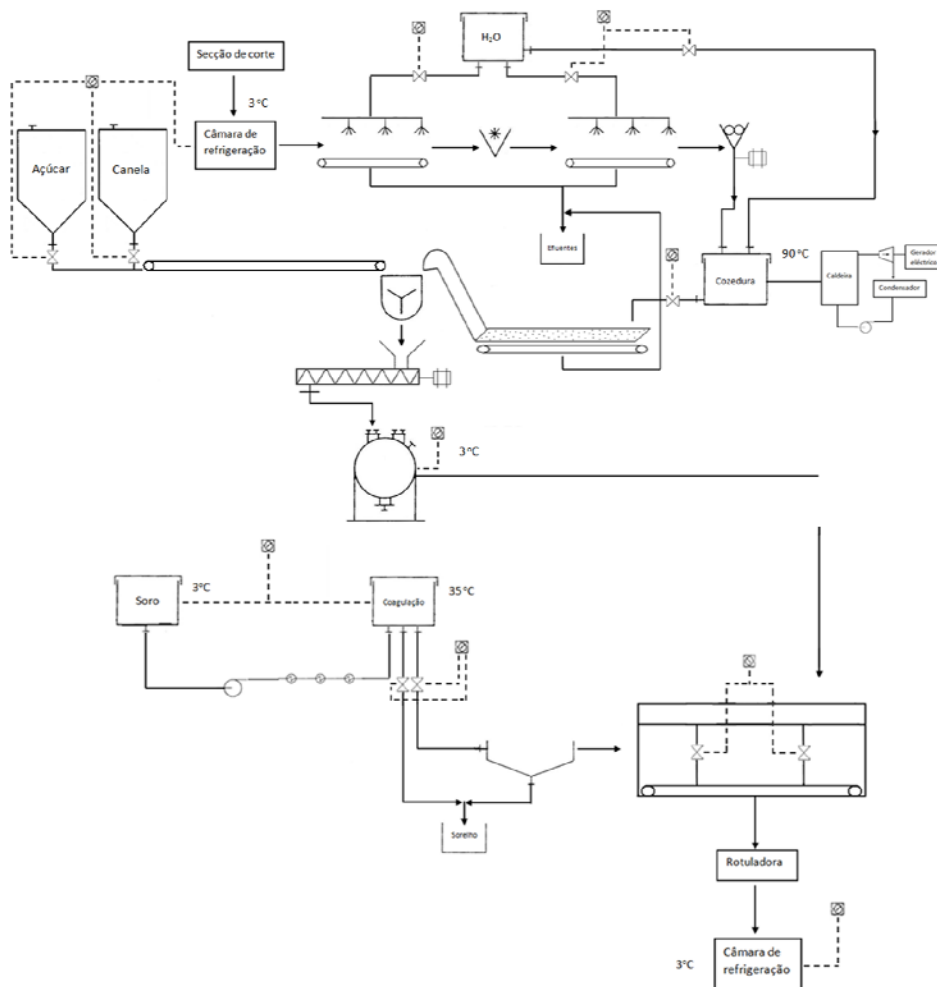 H₂O
Secção de corte
3 ºC
Câmara de
refrigeração
Açúcar
Canela
Efluentes
90 ºC
Cozedura
Caldeira
Gerador
eléctrico
Condensador
3 ºC
Soro
3ºC
Coagulação
35 ºC
Sorelho
Rotuladora
3ºC
Câmara de
refrigeração